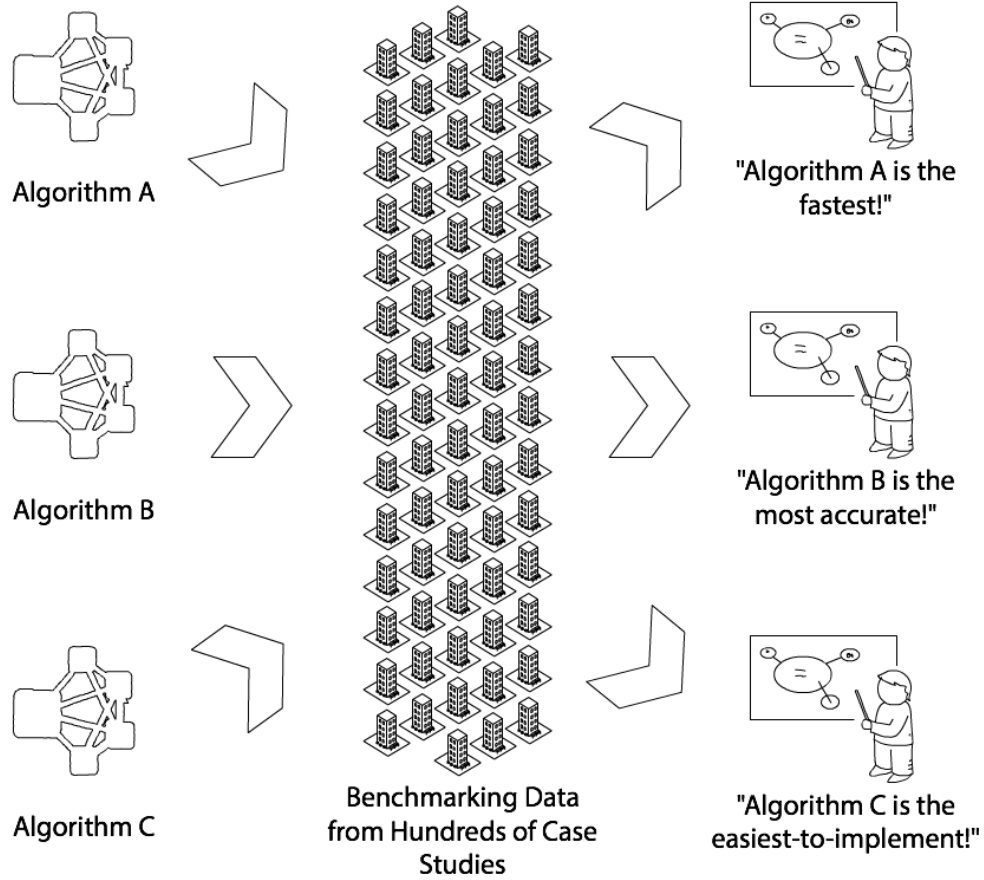 Algorithm A
"Algorithm A is the
fastest!"
Algorithm B
"Algorithm B is the
most accurate!"
Algorithm C
Benchmarking Data
from Hundreds of Case
Studies
"Algorithm C is the
easiest-to-implement!"